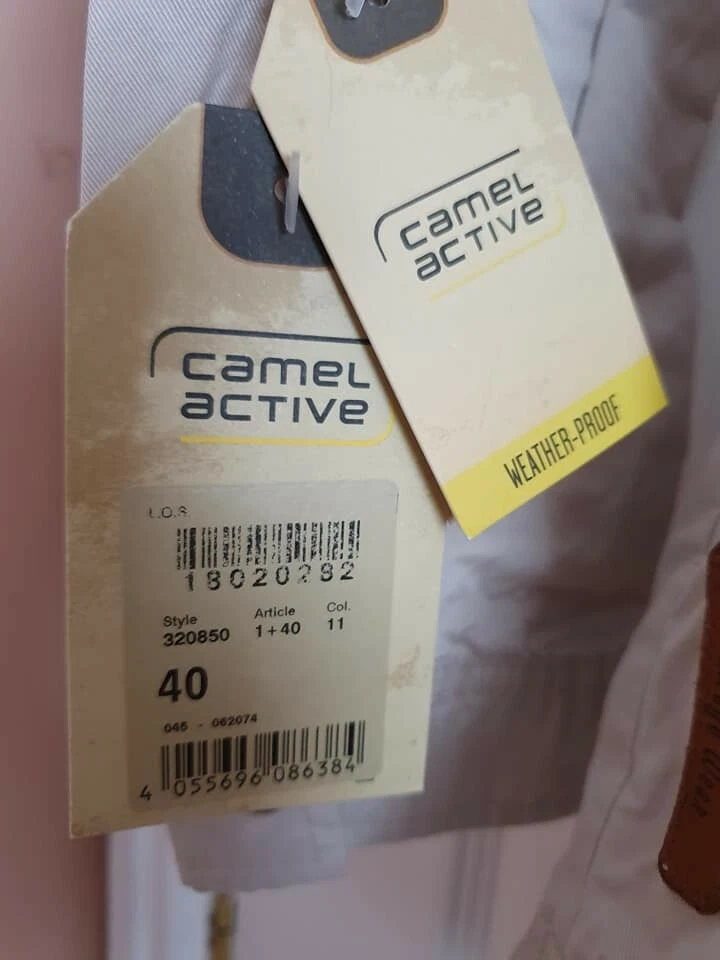 camel
active
WEATHER-PROOF
camel
active
L.O.8.
18020282
Style Article Col.
320850 1+40 11
40
045 - 062074
4 055696 086384